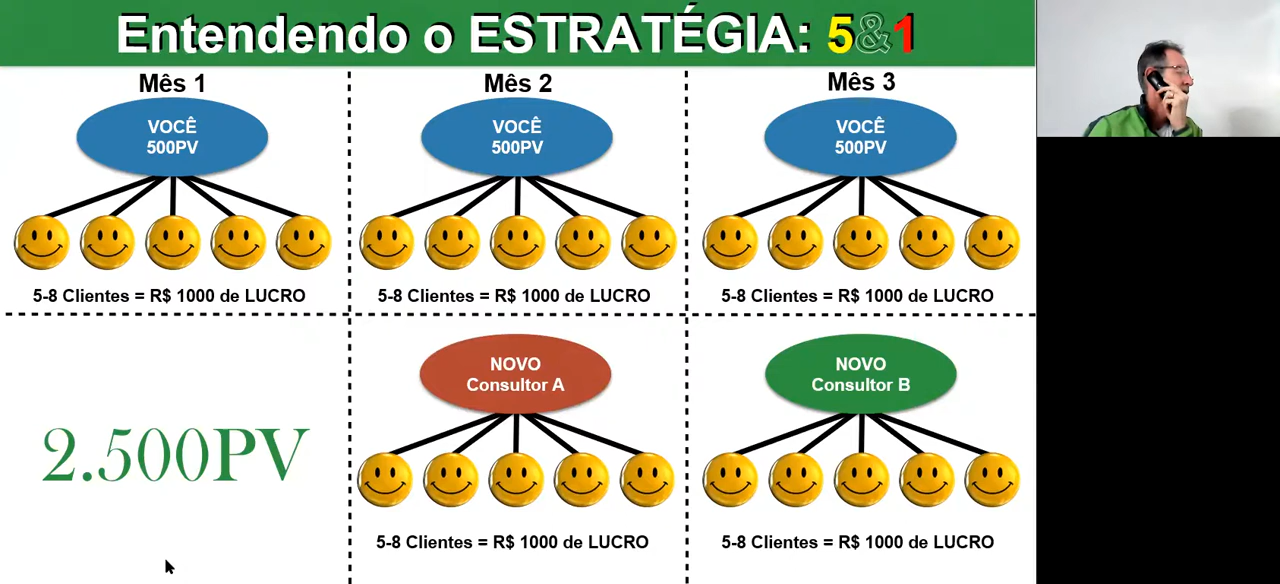 Entendendo o ESTRATÉGIA: 5&1
Mês 1
VOCÊ
500PV
5-8 Clientes = R$ 1000 de LUCRO
Mês 2
VOCÊ
500PV
5-8 Clientes = R$ 1000 de LUCRO
Mês 3
VOCÊ
500PV
5-8 Clientes = R$ 1000 de LUCRO
2.500PV
NOVO
Consultor A
5-8 Clientes = R$ 1000 de LUCRO
NOVO
Consultor B
5-8 Clientes = R$ 1000 de LUCRO